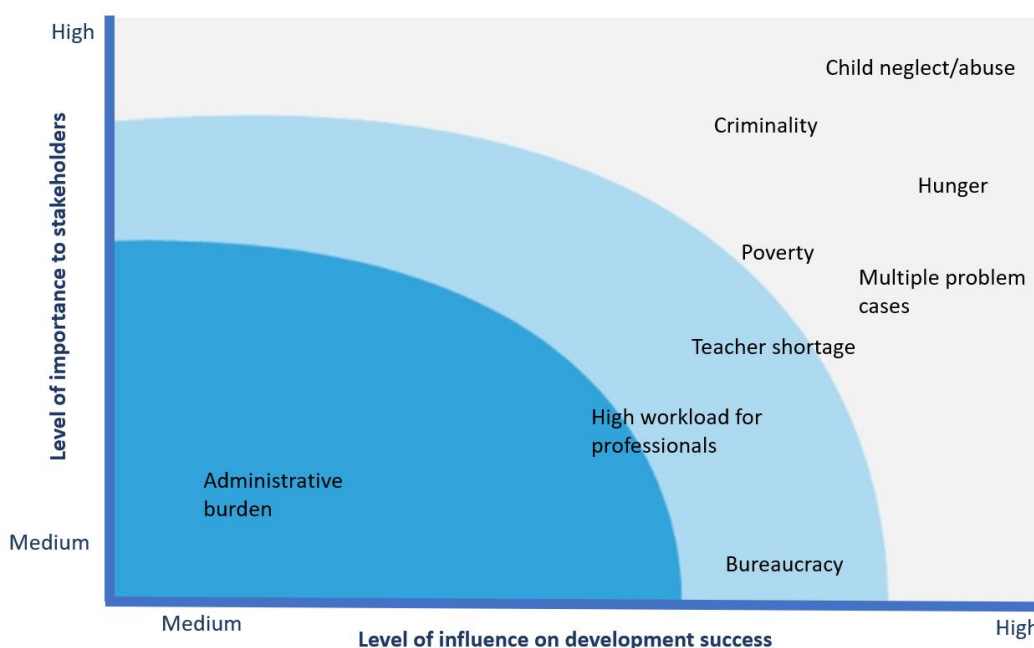 High
Child neglect/abuse
Criminality
Hunger
Poverty
Multiple problem
cases
Teacher shortage
High workload for
professionals
Administrative
burden
Bureaucracy
Level of importance to stakeholders
Medium
Medium
High
Level of influence on development success